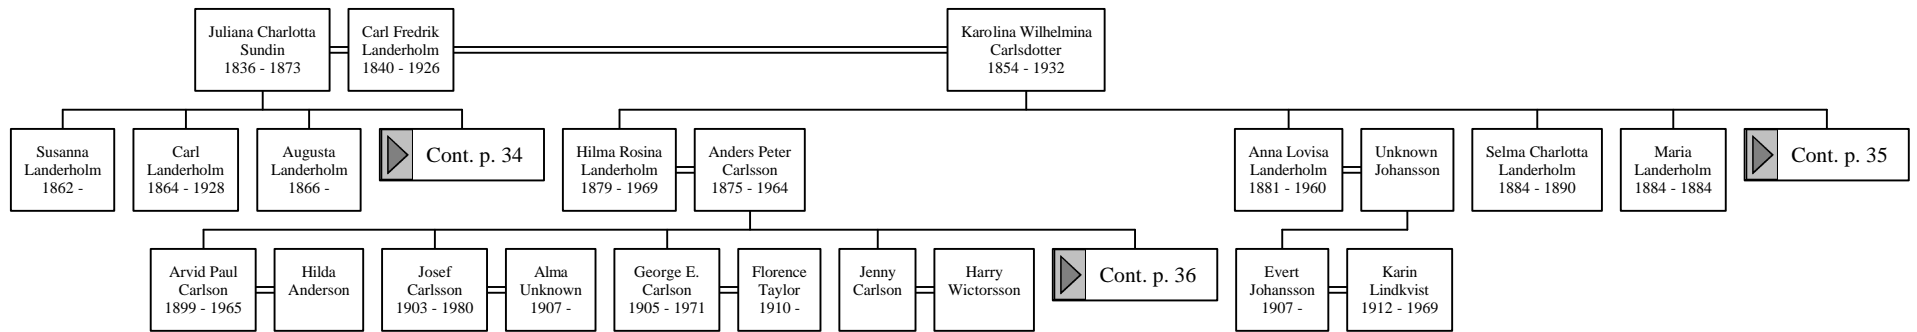 Juliana Charlotta
Sundin
1836 - 1873
Carl Fredrik
Landerholm
1840 - 1926
Karolina Wilhelmina
Carlsdotter
1854 - 1932
Susanna
Landerholm
1862 -
Carl
Landerholm
1864 - 1928
Augusta
Landerholm
1866 -
Cont. p. 34
Hilma Rosina
Landerholm
1879 - 1969
Anders Peter
Carlsson
1875 - 1964
Anna Lovisa
Landerholm
1881 - 1960
Unknown
Johansson
Selma Charlotta
Landerholm
1884 - 1890
Maria
Landerholm
1884 - 1884
Cont. p. 35
Arvid Paul
Carlson
1899 - 1965
Hilda
Anderson
Josef
Carlsson
1903 - 1980
Alma
Unknown
1907 -
George E.
Carlson
1905 - 1971
Florence
Taylor
1910 -
Jenny
Carlson
Harry
Wictorsson
Cont. p. 36
Evert
Johansson
1907 -
Karin
Lindkvist
1912 - 1969